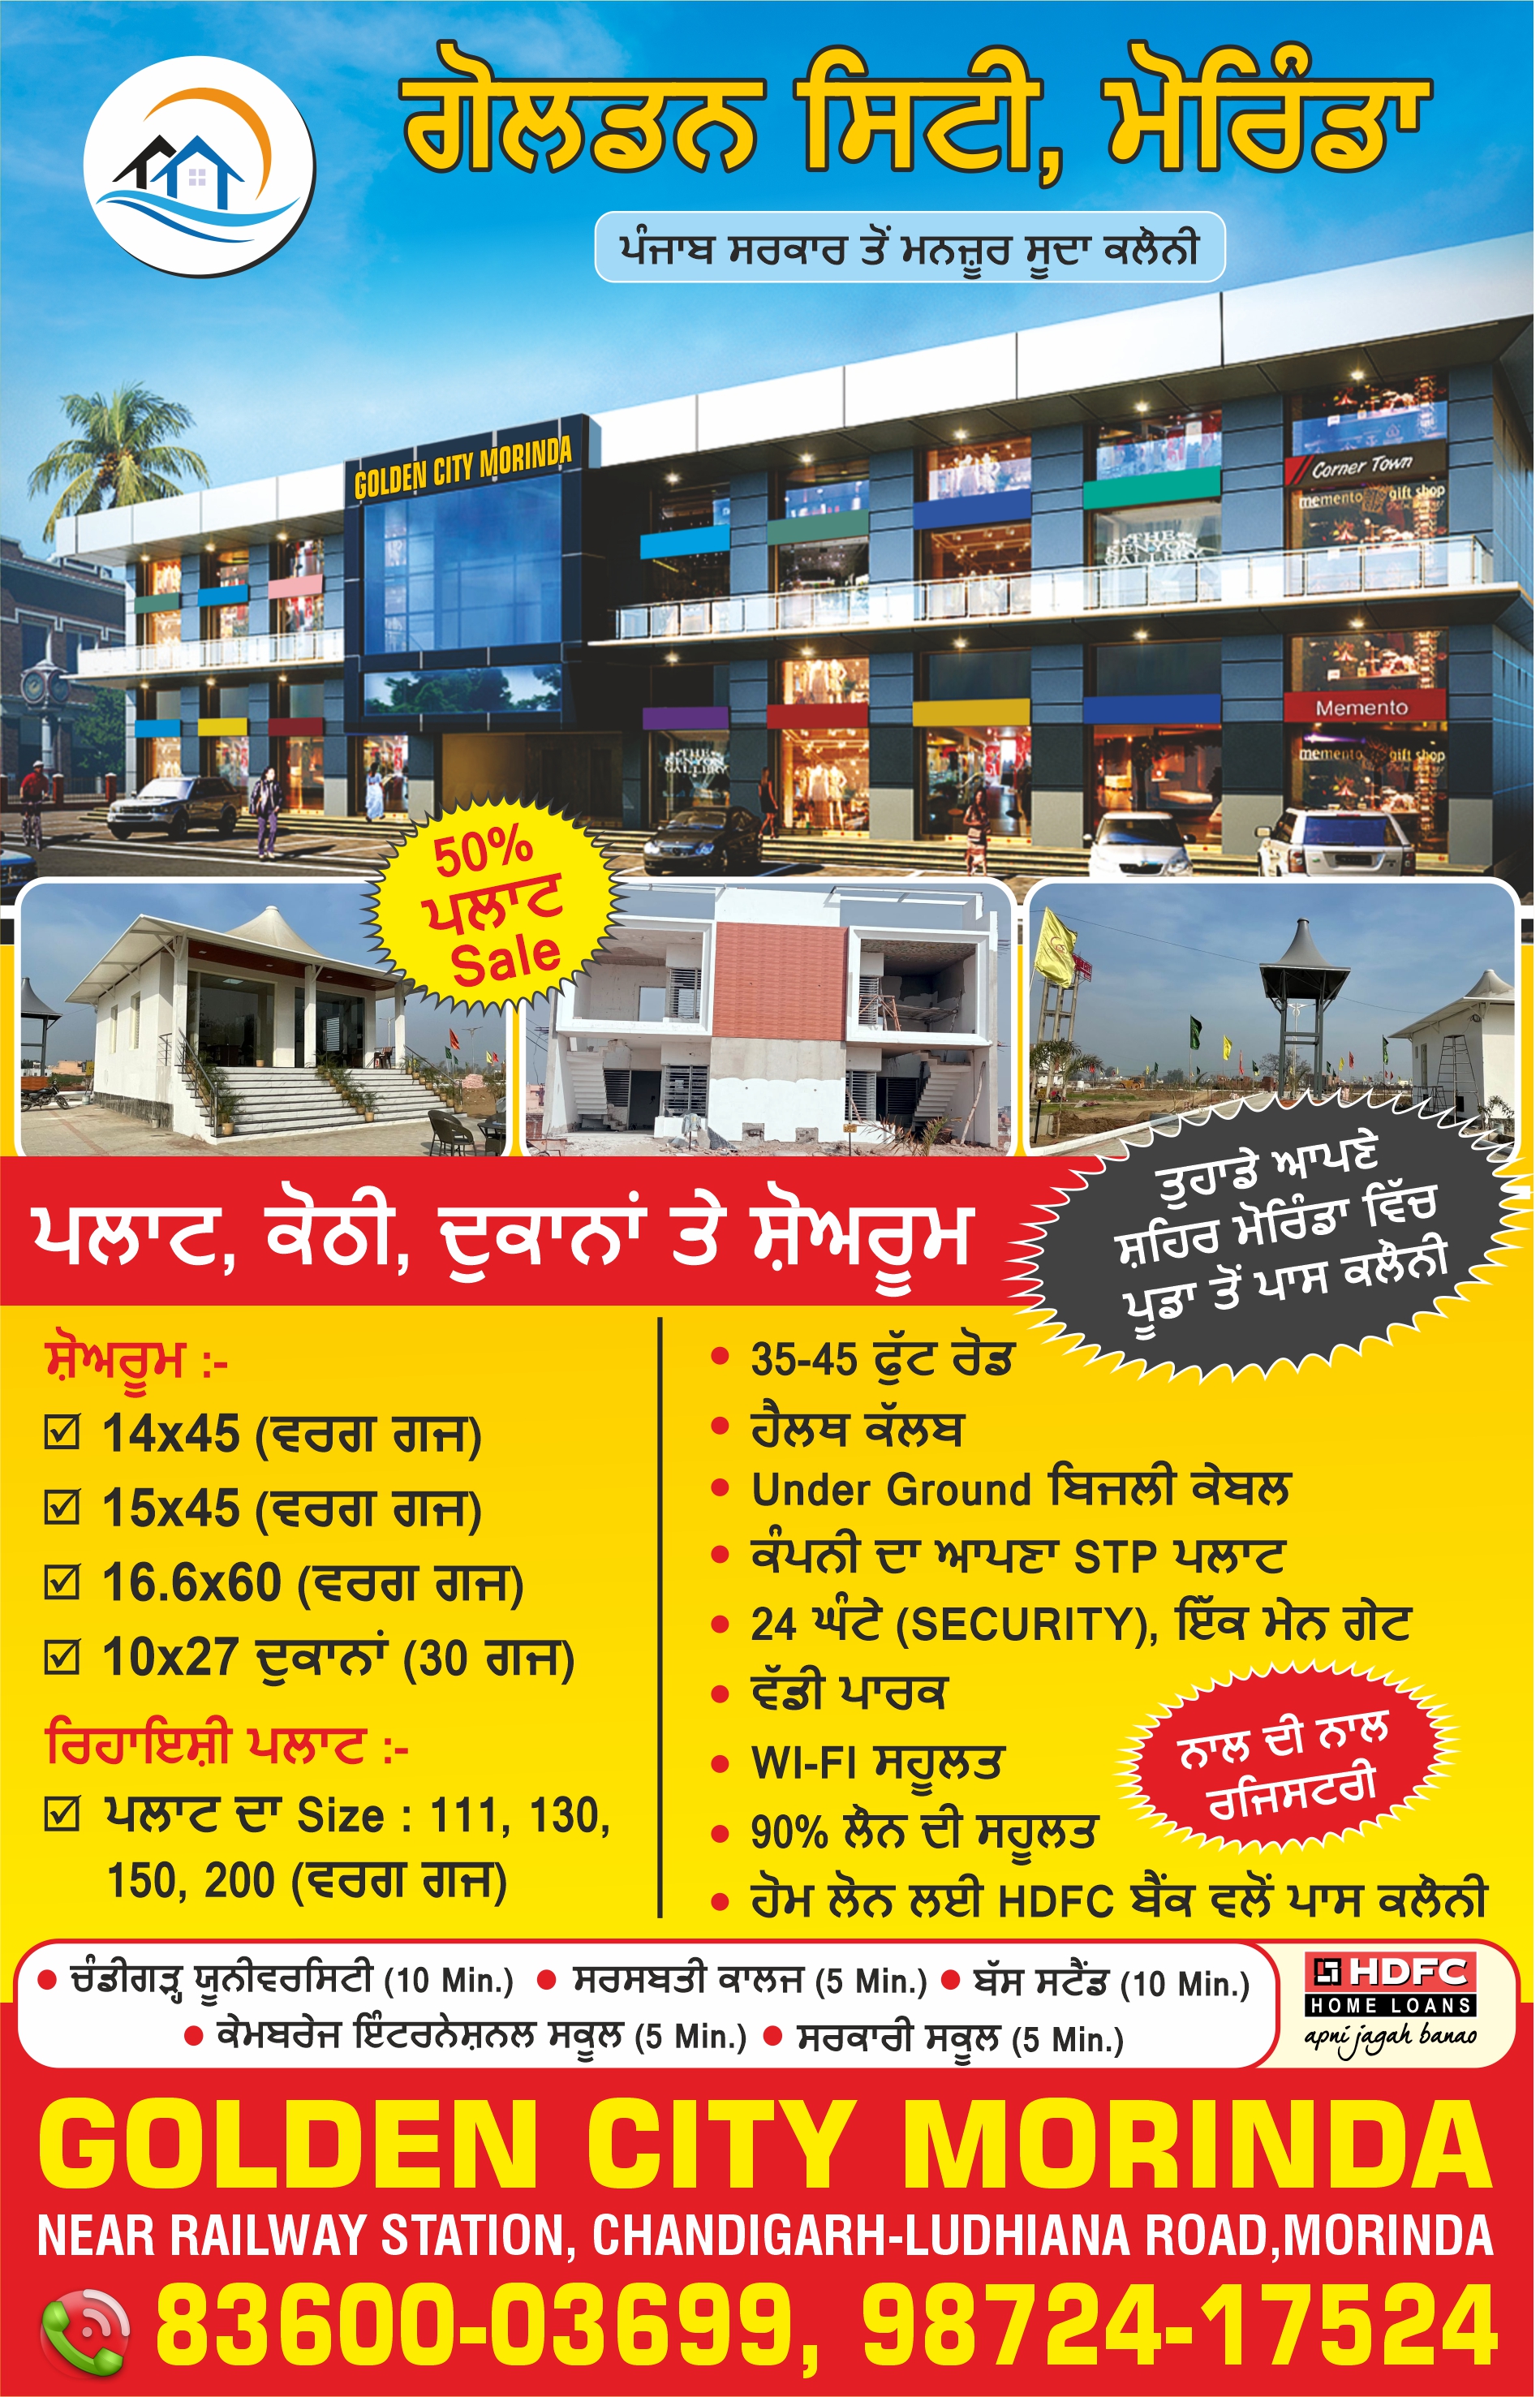 ਗੋਲਡਨ ਸਿਟੀ, ਮੋਰਿੰਡਾ
ਪੰਜਾਬ ਸਰਕਾਰ ਤੋਂ ਮਨਜ਼ੂਰ ਸੂਦਾ ਕਲੋਨੀ
GOLDEN CITY MORINDA
Corner Town
memento gift shop
THE KENYON GALLERY
Memento
THE KENYON GALLERY
memento gift shop
50%
ਪਲਾਟ
Sale
ਤੁਹਾਡੇ ਆਪਣੇ
ਸ਼ਹਿਰ ਮੋਰਿੰਡਾ ਵਿੱਚ
ਪੂਡਾ ਤੋਂ ਪਾਸ ਕਲੋਨੀ
ਪਲਾਟ, ਕੋਠੀ, ਦੁਕਾਨਾਂ ਤੇ ਸ਼ੋਅਰੂਮ
ਸ਼ੋਅਰੂਮ :-
☑ 14x45 (ਵਰਗ ਗਜ)
☑ 15x45 (ਵਰਗ ਗਜ)
☑ 16.6x60 (ਵਰਗ ਗਜ)
☑ 10x27 ਦੁਕਾਨਾਂ (30 ਗਜ)
ਰਿਹਾਇਸ਼ੀ ਪਲਾਟ :-
☑ ਪਲਾਟ ਦਾ Size : 111, 130,
150, 200 (ਵਰਗ ਗਜ)
• 35-45 ਫੁੱਟ ਰੋਡ
• ਹੈਲਥ ਕੱਲਬ
• Under Ground ਬਿਜਲੀ ਕੇਬਲ
• ਕੰਪਨੀ ਦਾ ਆਪਣਾ STP ਪਲਾਟ
• 24 ਘੰਟੇ (SECURITY), ਇੱਕ ਮੇਨ ਗੇਟ
• ਵੱਡੀ ਪਾਰਕ
• WI-FI ਸਹੂਲਤ
• 90% ਲੋਨ ਦੀ ਸਹੂਲਤ
• ਹੋਮ ਲੋਨ ਲਈ HDFC ਬੈਂਕ ਵਲੋਂ ਪਾਸ ਕਲੋਨੀ
ਨਾਲ ਦੀ ਨਾਲ
ਰਜਿਸਟਰੀ
• ਚੰਡੀਗੜ੍ਹ ਯੂਨੀਵਰਸਿਟੀ (10 Min.) • ਸਰਸਬਤੀ ਕਾਲਜ (5 Min.) • ਬੱਸ ਸਟੈਂਡ (10 Min.)
• ਕੇਮਬਰੇਜ ਇੰਟਰਨੇਸ਼ਨਲ ਸਕੂਲ (5 Min.) • ਸਰਕਾਰੀ ਸਕੂਲ (5 Min.)
HDFC
HOME LOANS
apni jagah banao
GOLDEN CITY MORINDA
NEAR RAILWAY STATION, CHANDIGARH-LUDHIANA ROAD,MORINDA
83600-03699, 98724-17524